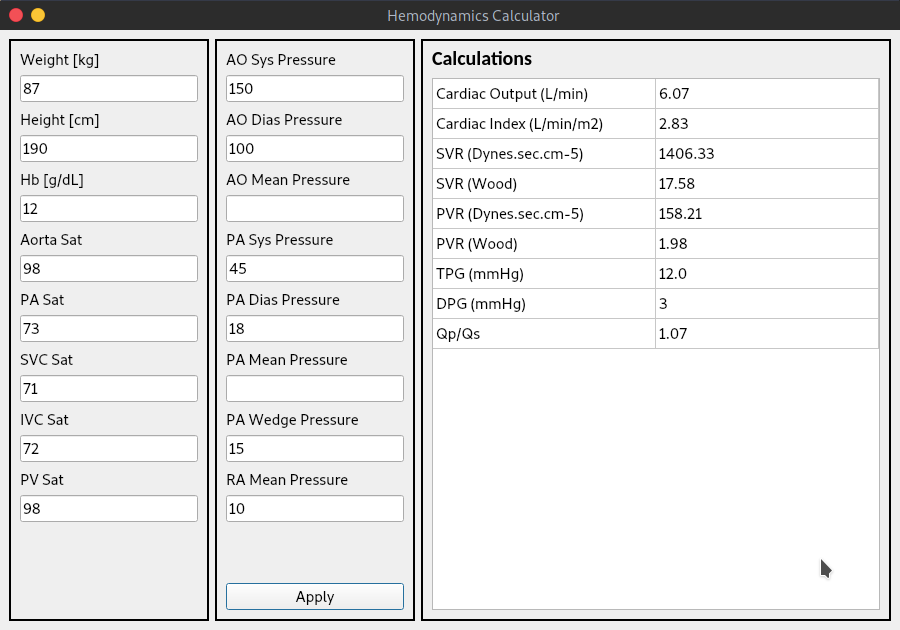 Hemodynamics Calculator
Weight [kg]
87
Height [cm]
190
Hb [g/dL]
12
Aorta Sat
98
PA Sat
73
SVC Sat
71
IVC Sat
72
PV Sat
98
AO Sys Pressure
150
AO Dias Pressure
100
AO Mean Pressure
PA Sys Pressure
45
PA Dias Pressure
18
PA Mean Pressure
PA Wedge Pressure
15
RA Mean Pressure
10
Apply
Calculations
Cardiac Output (L/min) 6.07
Cardiac Index (L/min/m2) 2.83
SVR (Dynes.sec.cm-5) 1406.33
SVR (Wood) 17.58
PVR (Dynes.sec.cm-5) 158.21
PVR (Wood) 1.98
TPG (mmHg) 12.0
DPG (mmHg) 3
Qp/Qs 1.07